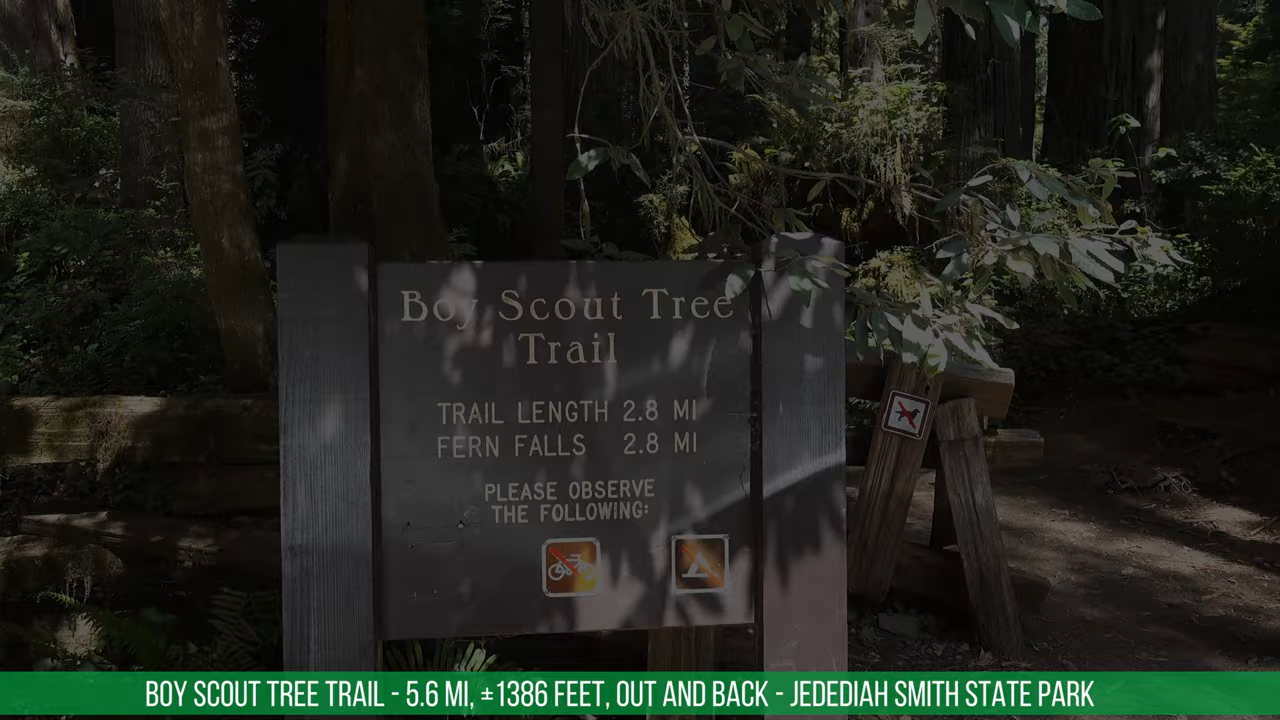 Boy Scout Tree
Trail
TRAIL LENGTH 2.8 MI
FERN FALLS 2.8 MI
PLEASE OBSERVE
THE FOLLOWING:
BOY SCOUT TREE TRAIL - 5.6 MI, ±1386 FEET, OUT AND BACK - JEDEDIAH SMITH STATE PARK